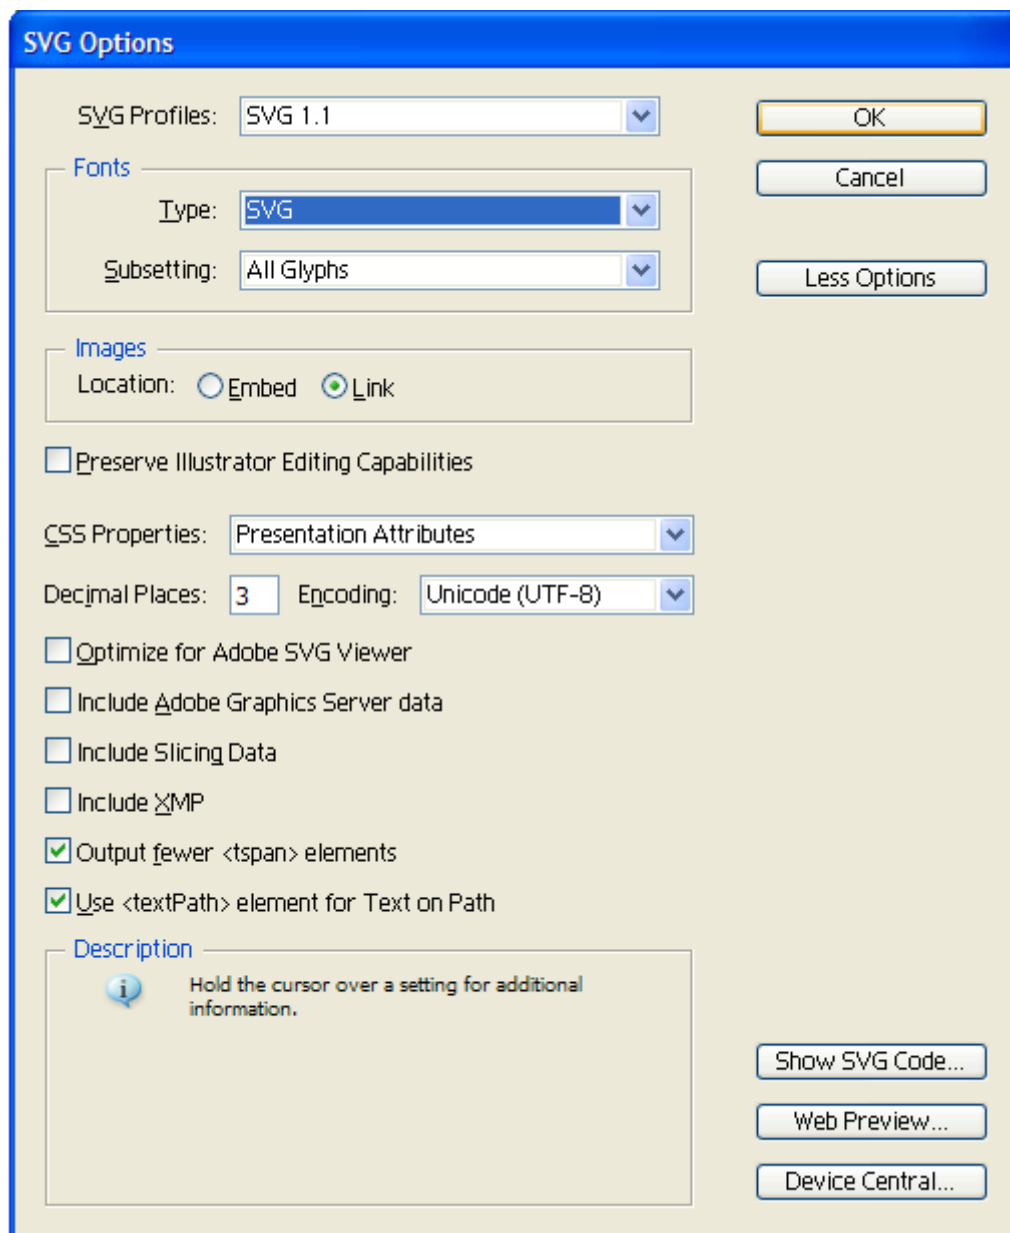 SVG Options
SVG Profiles: SVG 1.1
OK
Fonts
Cancel
Type: SVG
Subsetting: All Glyphs
Less Options
Images
Location: Embed Link
Preserve Illustrator Editing Capabilities
CSS Properties: Presentation Attributes
Decimal Places: 3 Encoding: Unicode (UTF-8)
Optimize for Adobe SVG Viewer
Include Adobe Graphics Server data
Include Slicing Data
Include XMP
Output fewer <tspan> elements
Use <textPath> element for Text on Path
Description
Hold the cursor over a setting for additional
information.
Show SVG Code...
Web Preview...
Device Central...